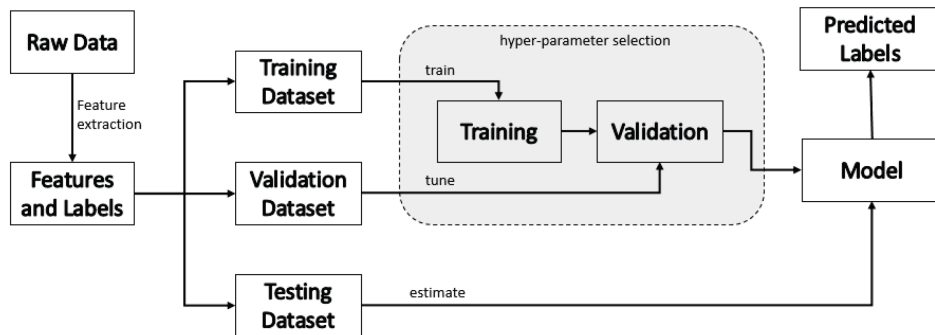 Raw Data
Feature
extraction
Features
and Labels
Training
Dataset
Validation
Dataset
Testing
Dataset
hyper-parameter selection
train
Training
Validation
tune
estimate
Predicted
Labels
Model